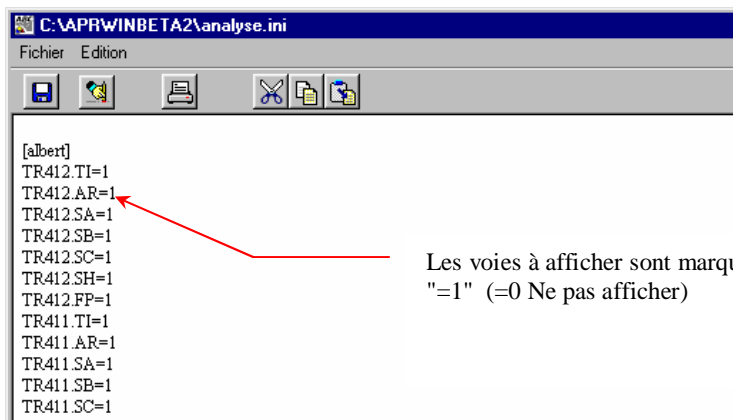 C:\APRWINBETA2\analyse.ini
Fichier Edition
[albert]
TR412.TI=1
TR412.AR=1
TR412.SA=1
TR412.SB=1
TR412.SC=1
TR412.SH=1
TR412.FP=1
TR411.TI=1
TR411.AR=1
TR411.SA=1
TR411.SB=1
TR411.SC=1
Les voies à afficher sont
"=1" (=0 Ne pas afficher)